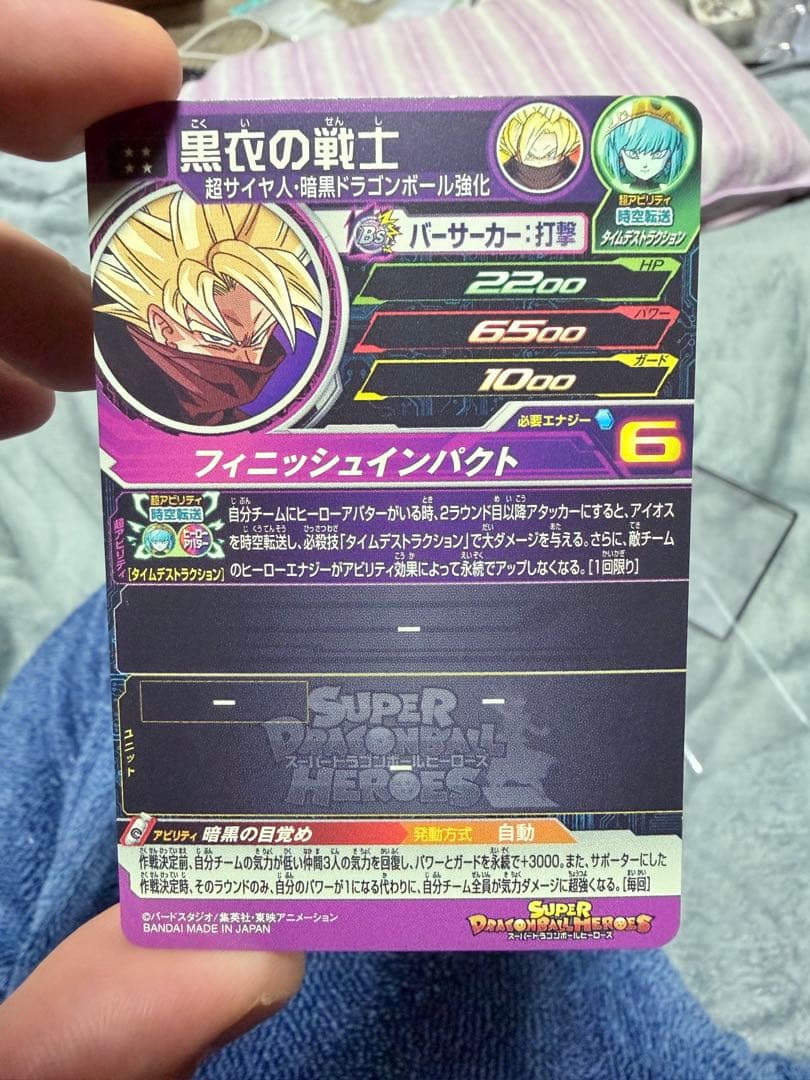 黒衣の戦士
こくい せんし
超サイヤ人・暗黒ドラゴンボール強化
超アビリティ
時空転送
タイムデストラクション
Bs バーサーカー:打撃
HP
2200
パワー
6500
ガード
1000
必要エナジー 6
フィニッシュインパクト
超アビリティ
超アビリティ
時空転送
ヒーローアバター
[タイムデストラクション]
自分チームにヒーローアバターがいる時、2ラウンド目以降アタッカーにすると、アイオス
を時空転送し、必殺技「タイムデストラクション」で大ダメージを与える。さらに、敵チーム
のヒーローエナジーがアビリティ効果によって永続でアップしなくなる。[1回限り]
ー
ー ー
ユニット
SUPER
DRAGONBALL
スーパードラゴンボールヒーローズ
HEROES
ー
アビリティ 暗黒の目覚め 発動方式 自動
作戦決定前、自分チームの気力が低い仲間3人の気力を回復し、パワーとガードを永続で+3000。また、サポーターにした
作戦決定時、そのラウンドのみ、自分のパワーが1になる代わりに、自分チーム全員が気力ダメージに超強くなる。[毎回]
©バードスタジオ/集英社・東映アニメーション
BANDAI MADE IN JAPAN
SUPER
DRAGONBALL HEROES
スーパードラゴンボールヒーローズ